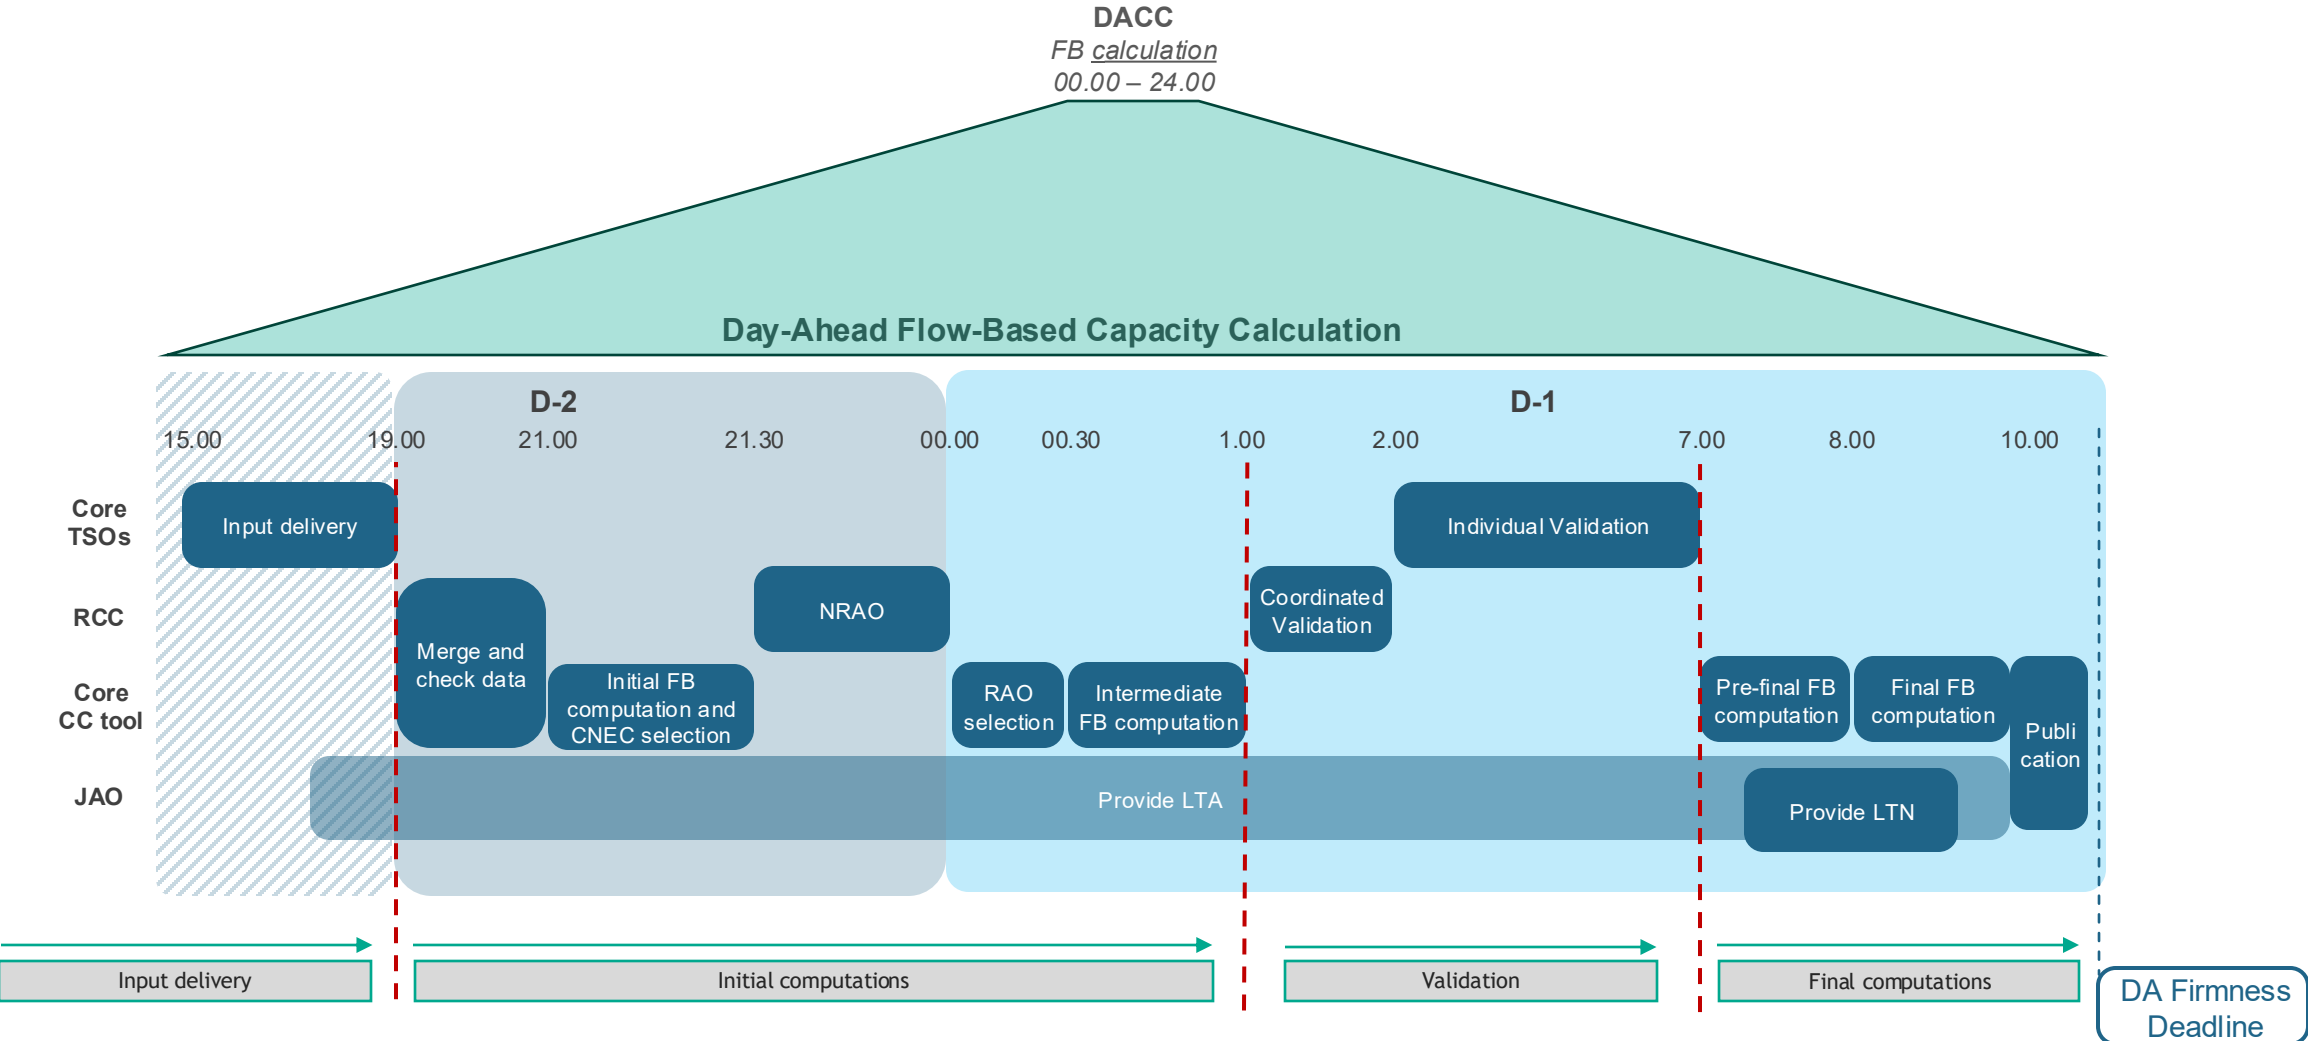 DACC
FB calculation
00.00 – 24.00
Day-Ahead Flow-Based Capacity Calculation
D-2
D-1
15.00
19.00
21.00
21.30
00.00
00.30
1.00
2.00
7.00
8.00
10.00
Core
TSOs
Input delivery
Individual Validation
RCC
NRAO
Coordinated
Validation
Merge and
check data
Core
CC tool
Initial FB
computation and
CNEC selection
RAO
selection
Intermediate
FB computation
Pre-final FB
computation
Final FB
computation
Publi
cation
JAO
Provide LTA
Provide LTN
Input delivery
Initial computations
Validation
Final computations
DA Firmness
Deadline